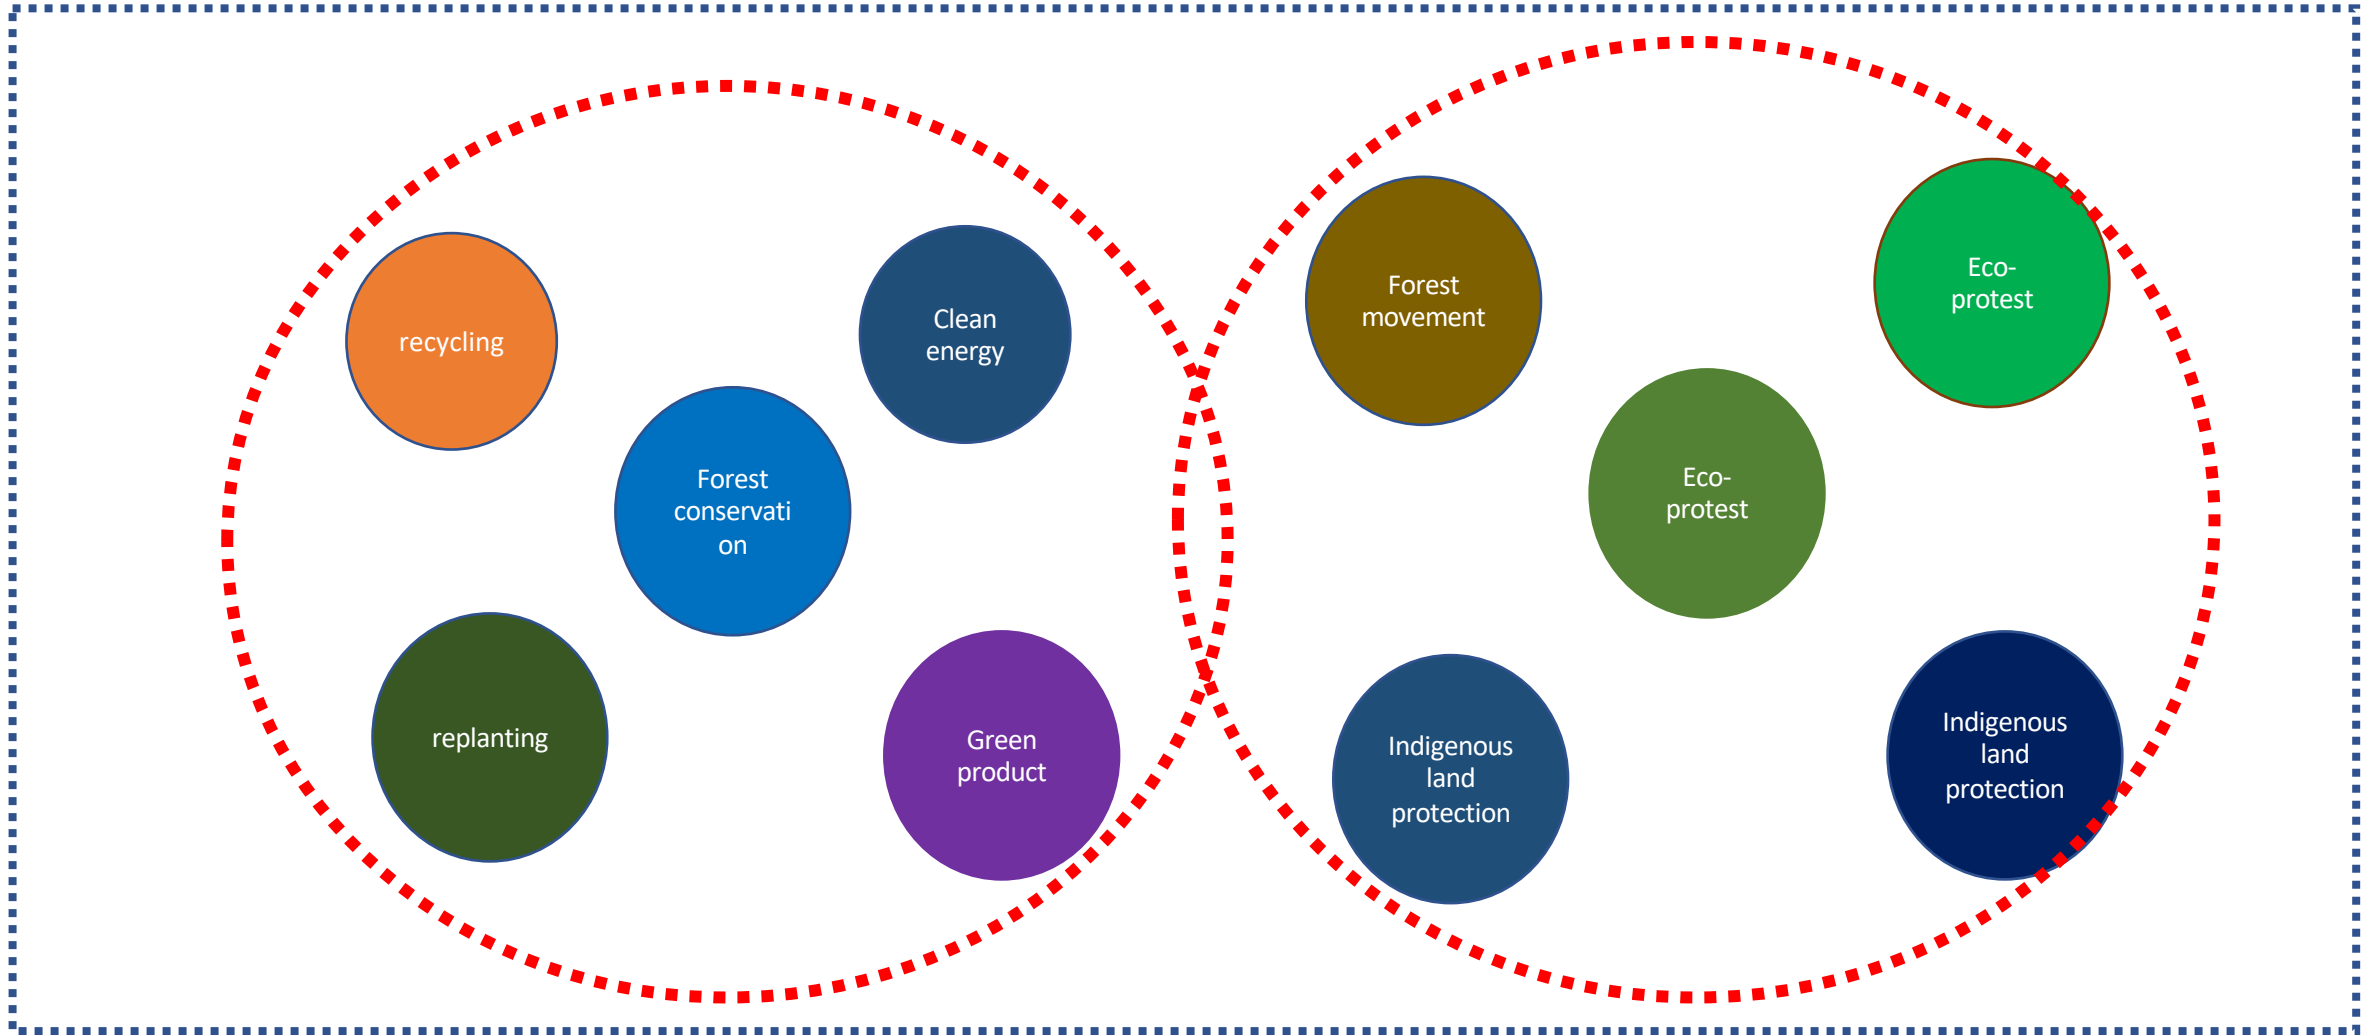 recycling
Clean
energy
Forest
conservati
on
replanting
Green
product
Forest
movement
Eco-
protest
Eco-
protest
Indigenous
land
protection
Indigenous
land
protection